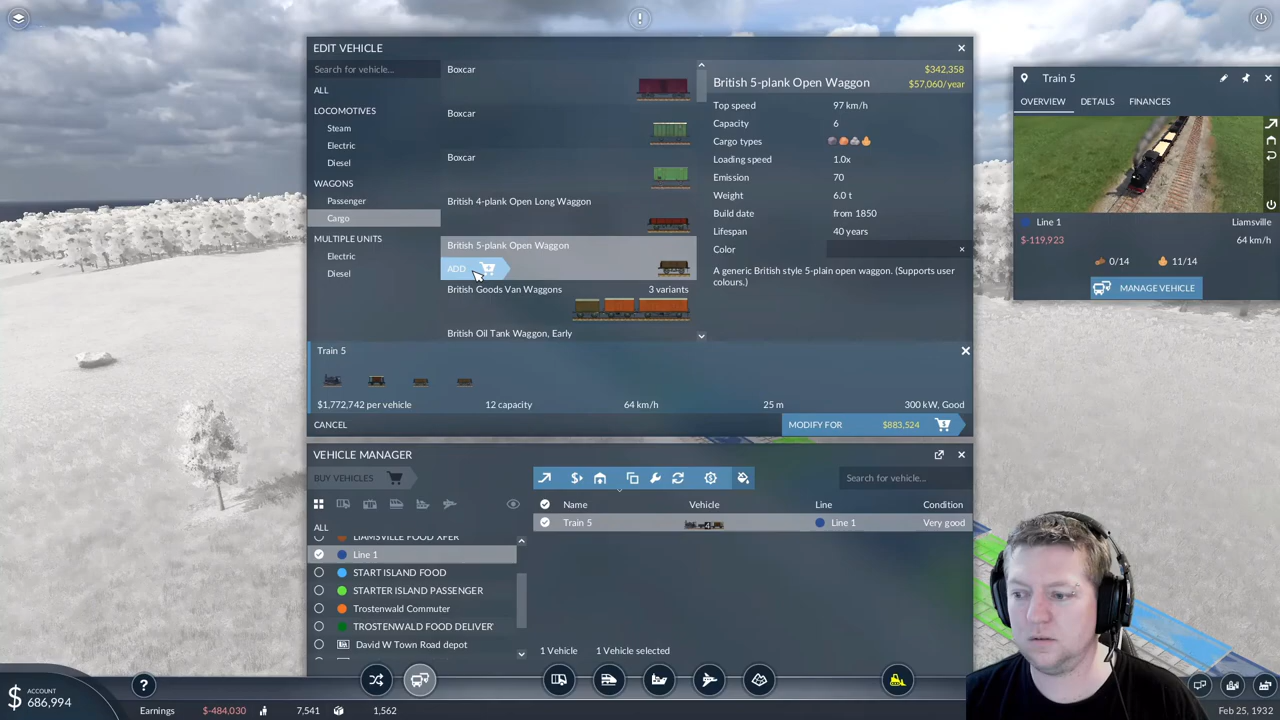 EDIT VEHICLE
Search for vehicle...
ALL
LOCOMOTIVES
Steam
Electric
Diesel
WAGONS
Passenger
Cargo
MULTIPLE UNITS
Electric
Diesel
Boxcar
Boxcar
Boxcar
British 4-plank Open Long Waggon
British 5-plank Open Waggon
ADD
British Goods Van Waggons 3 variants
British Oil Tank Waggon, Early
$342,358
British 5-plank Open Waggon
$57,060/year
Top speed 97 km/h
Capacity 6
Cargo types
Loading speed 1.0x
Emission 70
Weight 6.0 t
Build date from 1850
Lifespan 40 years
Color
A generic British style 5-plain open waggon. (Supports user
colours.)
Train 5
$1,772,742 per vehicle 12 capacity 64 km/h 25 m 300 kW, Good
CANCEL
MODIFY FOR $883,524
Train 5
OVERVIEW DETAILS FINANCES
Line 1 Liamsville
$-119,923 64 km/h
0/14 11/14
MANAGE VEHICLE
VEHICLE MANAGER
BUY VEHICLES
Search for vehicle...
ALL
LIAMSVILLE FOOD XFER
Line 1
START ISLAND FOOD
STARTER ISLAND PASSENGER
Trostenwald Commuter
TROSTENWALD FOOD DELIVER
David W Town Road depot
Name Vehicle Line Condition
Train 5 4 Line 1 Very good
1 Vehicle 1 Vehicle selected
$ ACCOUNT
686,994
?
Earnings $-484,030 7,541 1,562
Feb 25, 1932